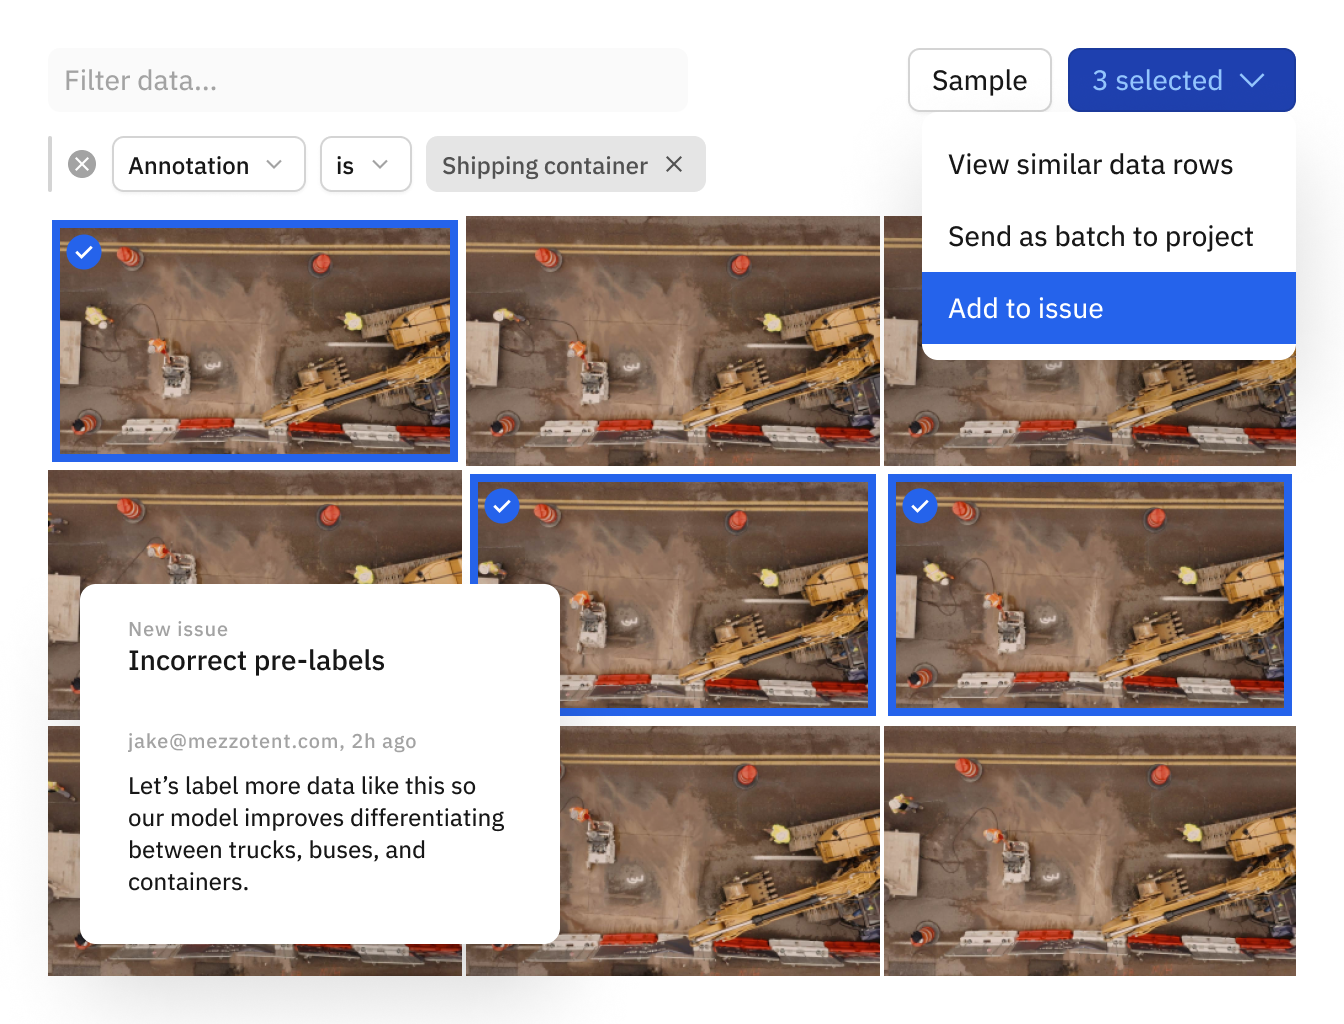 Filter data...
Sample
3 selected
Annotation
is
Shipping container
View similar data rows
Send as batch to project
Add to issue
New issue
Incorrect pre-labels
jake@mezzotent.com, 2h ago
Let’s label more data like this so
our model improves differentiating
between trucks, buses, and
containers.